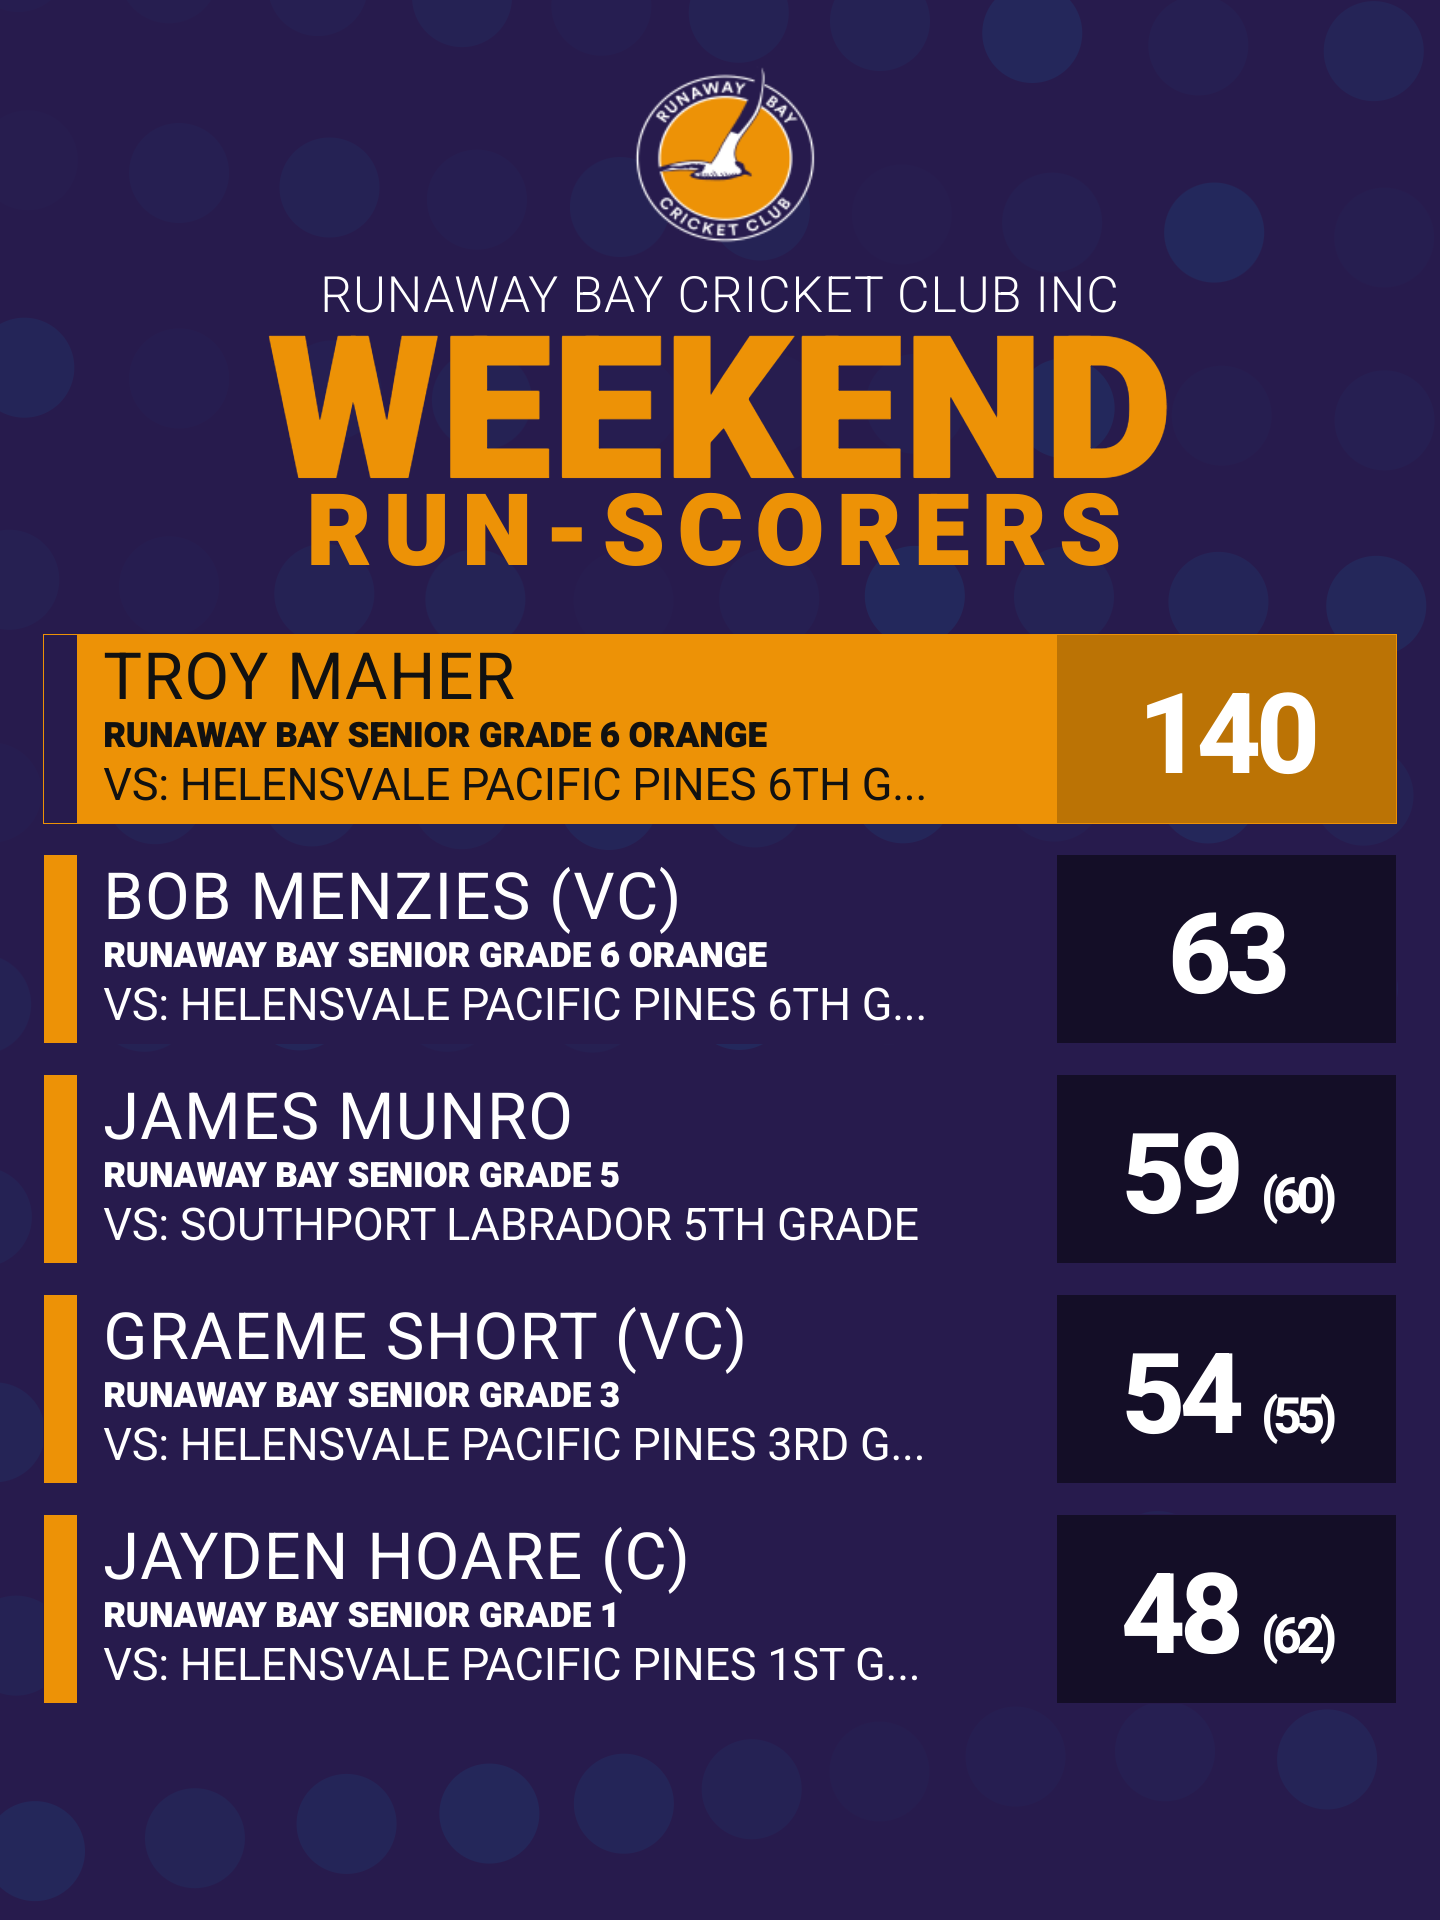 RUNAWAY BAY
CRICKET CLUB
RUNAWAY BAY CRICKET CLUB INC
WEEKEND
RUN-SCORERS
TROY MAHER
RUNAWAY BAY SENIOR GRADE 6 ORANGE
VS: HELENSVALE PACIFIC PINES 6TH G...
140
BOB MENZIES (VC)
RUNAWAY BAY SENIOR GRADE 6 ORANGE
VS: HELENSVALE PACIFIC PINES 6TH G...
63
JAMES MUNRO
RUNAWAY BAY SENIOR GRADE 5
VS: SOUTHPORT LABRADOR 5TH GRADE
59 (60)
GRAEME SHORT (VC)
RUNAWAY BAY SENIOR GRADE 3
VS: HELENSVALE PACIFIC PINES 3RD G...
54 (55)
JAYDEN HOARE (C)
RUNAWAY BAY SENIOR GRADE 1
VS: HELENSVALE PACIFIC PINES 1ST G...
48 (62)